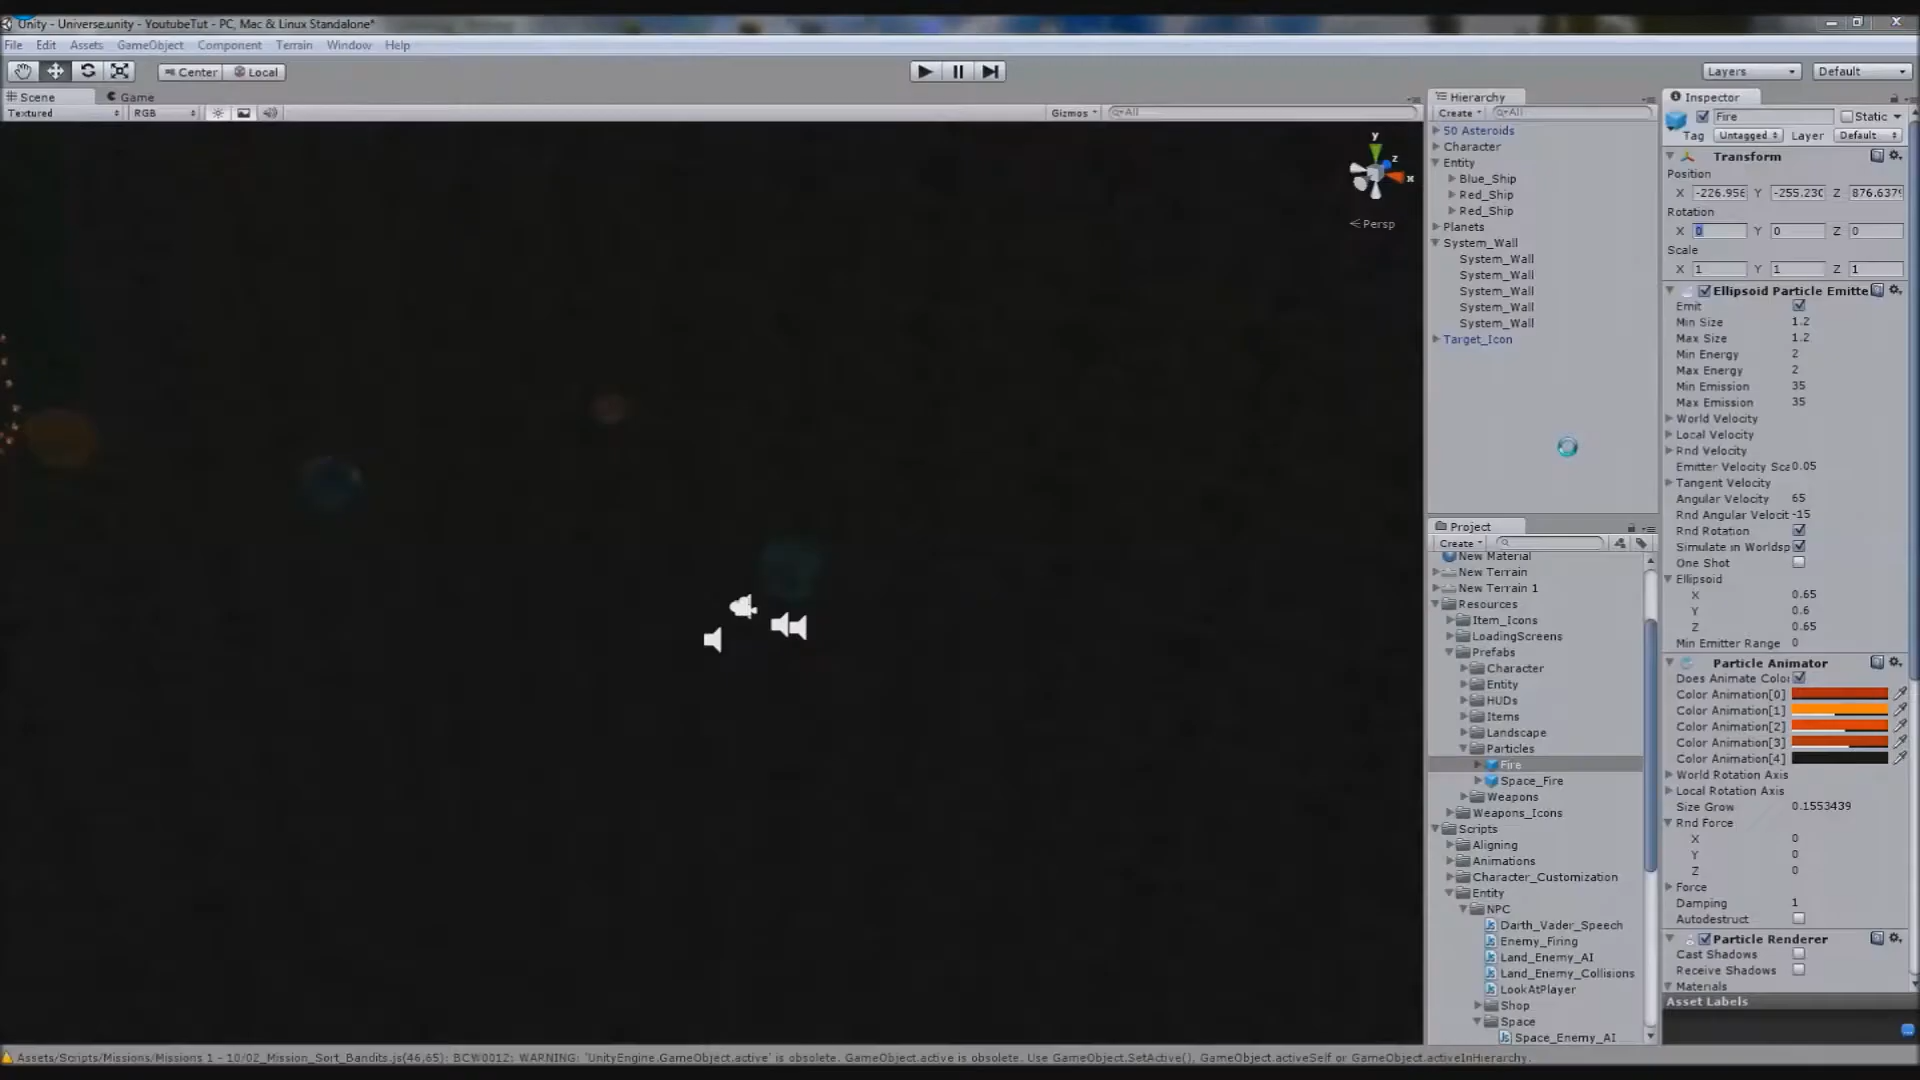 Unity - Universe.unity - YoutubeTut - PC, Mac & Linux Standalone*
File Edit Assets GameObject Component Terrain Window Help
Center Local Layers Default
Scene Game
Textured RGB Gizmos All
y
z
x
Persp
Hierarchy
Create All
50 Asteroids
Character
Entity
Blue_Ship
Red_Ship
Red_Ship
Planets
System_Wall
System_Wall
System_Wall
System_Wall
System_Wall
System_Wall
Target_Icon
Project
Create
New Material
New Terrain
New Terrain 1
Resources
Item_Icons
LoadingScreens
Prefabs
Character
Entity
HUDs
Items
Landscape
Particles
Fire
Space_Fire
Weapons
Weapons_Icons
Scripts
Aligning
Animations
Character_Customization
Entity
NPC
Darth_Vader_Speech
Enemy_Firing
Land_Enemy_AI
Land_Enemy_Collisions
LookAtPlayer
Shop
Space
Space_Enemy_AI
Inspector
Fire Static
Tag Untagged Layer Default
Transform
Position
X -226.956 Y -255.230 Z 876.637
Rotation
X 0 Y 0 Z 0
Scale
X 1 Y 1 Z 1
Ellipsoid Particle Emitte
Emit
Min Size 1.2
Max Size 1.2
Min Energy 2
Max Energy 2
Min Emission 35
Max Emission 35
World Velocity
Local Velocity
Rnd Velocity
Emitter Velocity Sca 0.05
Tangent Velocity
Angular Velocity 65
Rnd Angular Velocit -15
Rnd Rotation
Simulate in Worldsp
One Shot
Ellipsoid
X 0.65
Y 0.6
Z 0.65
Min Emitter Range 0
Particle Animator
Does Animate Color
Color Animation[0]
Color Animation[1]
Color Animation[2]
Color Animation[3]
Color Animation[4]
World Rotation Axis
Local Rotation Axis
Size Grow 0.1553439
Rnd Force
X 0
Y 0
Z 0
Force
Damping 1
Autodestruct
Particle Renderer
Cast Shadows
Receive Shadows
Materials
Asset Labels
Assets/Scripts/Missions/Missions 1 - 10/02_Mission_Sort_Bandits.js(46,65): BCW0012: WARNING: 'UnityEngine.GameObject.active' is obsolete. GameObject.active is obsolete. Use GameObject.SetActive(), GameObject.activeSelf or GameObject.activeInHierarchy.